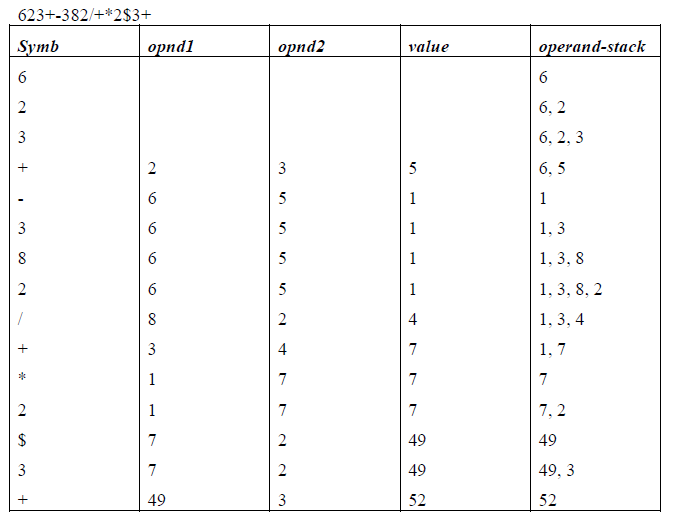 623+-382/+*2$3+
Symb opnd1 opnd2 value operand-stack
6 6
2 6, 2
3 6, 2, 3
+ 2 3 5 6, 5
- 6 5 1 1
3 6 5 1 1, 3
8 6 5 1 1, 3, 8
2 6 5 1 1, 3, 8, 2
/ 8 2 4 1, 3, 4
+ 3 4 7 1, 7
* 1 7 7 7
2 1 7 7 7, 2
$ 7 2 49 49
3 7 2 49 49, 3
+ 49 3 52 52